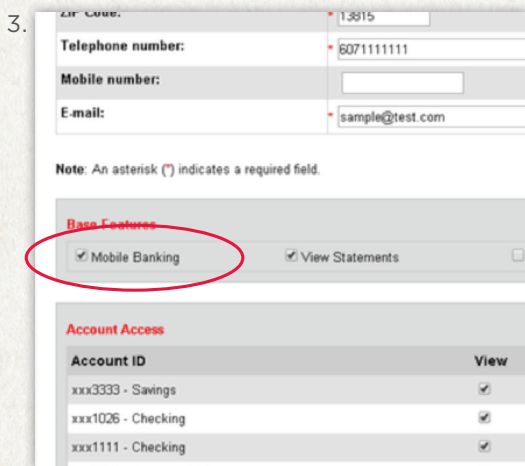 3.
ZIP Code: * 13815
Telephone number: * 6071111111
Mobile number:
E-mail: * sample@test.com
Note: An asterisk (*) indicates a required field.
Base Features
Mobile Banking View Statements
Account Access
Account ID View
xxx3333 - Savings
xxx1026 - Checking
xxx1111 - Checking